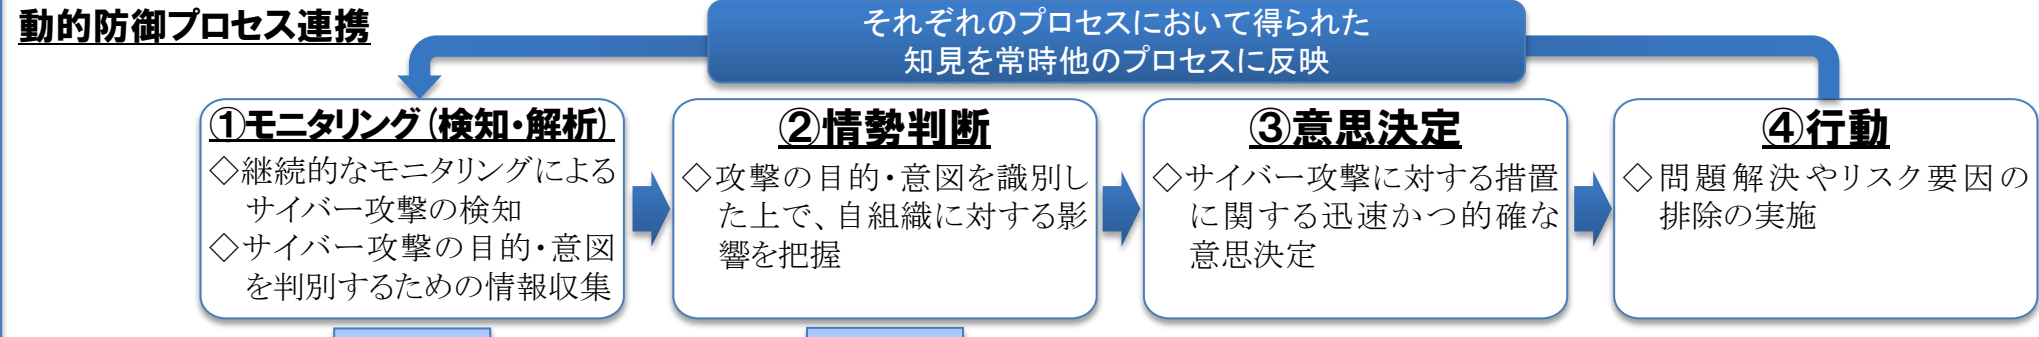 動的防御プロセス連携
それぞれのプロセスにおいて得られた
知見を常時他のプロセスに反映
①モニタリング(検知・解析)
◇継続的なモニタリングによる
サイバー攻撃の検知
◇サイバー攻撃の目的・意図
を判別するための情報収集
②情勢判断
◇攻撃の目的・意図を識別し
た上で、自組織に対する影
響を把握
③意思決定
◇サイバー攻撃に対する措置
に関する迅速かつ的確な
意思決定
④行動
◇問題解決やリスク要因の
排除の実施